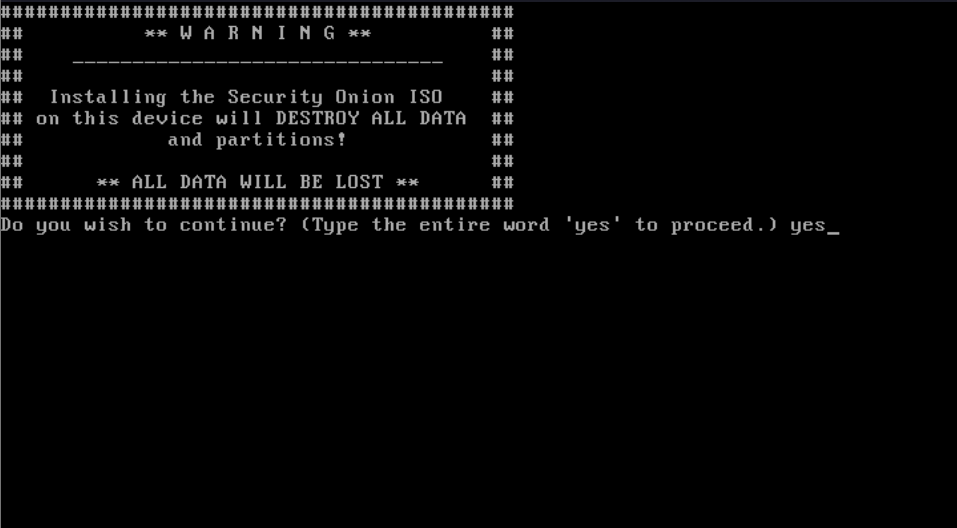 ###########################################
##          ** W A R N I N G **          ##
##    _______________________________    ##
##                                       ##
##  Installing the Security Onion ISO    ##
## on this device will DESTROY ALL DATA  ##
##            and partitions!            ##
##                                       ##
##      ** ALL DATA WILL BE LOST **      ##
###########################################
Do you wish to continue? (Type the entire word 'yes' to proceed.) yes_